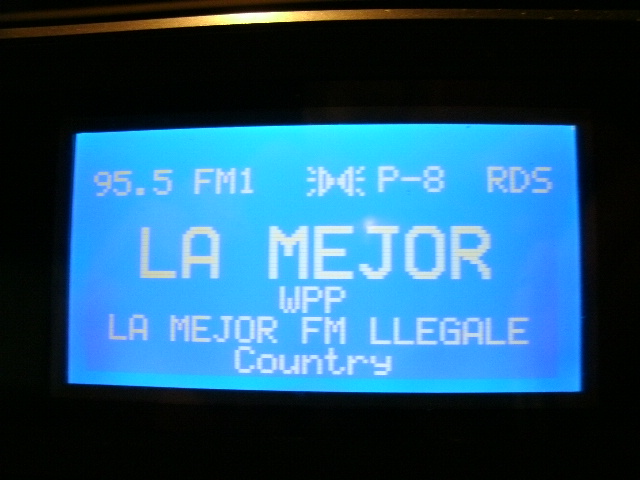 95.5 FM1 P-8 RDS
LA MEJOR
WPP
LA MEJOR FM LLEGALE
Country